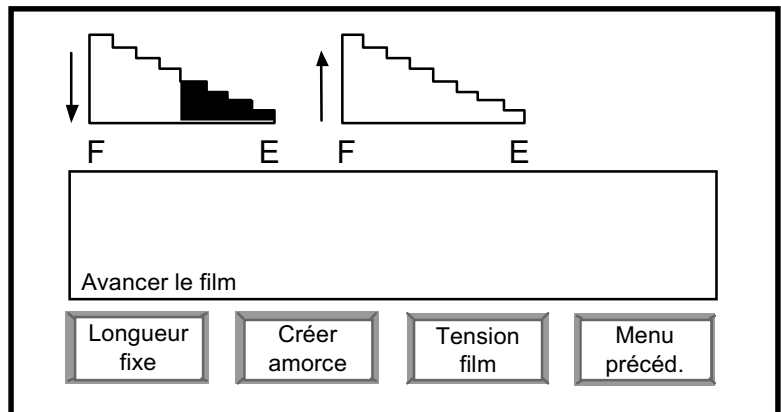 F E F E
Avancer le film
Longueur fixe
Créer amorce
Tension film
Menu précéd.